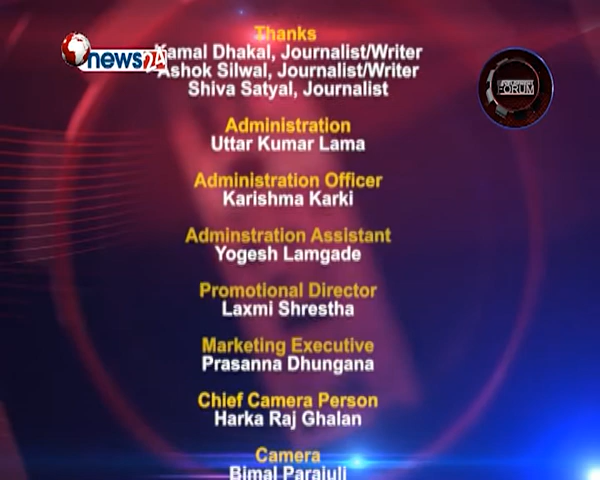 news24
Thanks
Kamal Dhakal, Journalist/Writer
Ashok Silwal, Journalist/Writer
Shiva Satyal, Journalist
FORUM
Administration
Uttar Kumar Lama
Administration Officer
Karishma Karki
Adminstration Assistant
Yogesh Lamgade
Promotional Director
Laxmi Shrestha
Marketing Executive
Prasanna Dhungana
Chief Camera Person
Harka Raj Ghalan
Camera
Bimal Parajuli